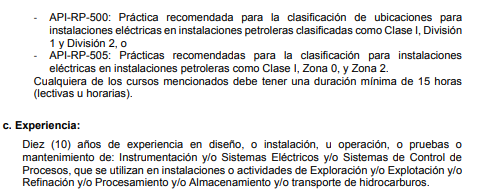 - API-RP-500: Práctica recomendada para la clasificación de ubicaciones para
instalaciones eléctricas en instalaciones petroleras clasificadas como Clase I, División
1 y División 2, o
- API-RP-505: Prácticas recomendadas para la clasificación para instalaciones
eléctricas en instalaciones petroleras como Clase I, Zona 0, y Zona 2.
Cualquiera de los cursos mencionados debe tener una duración mínima de 15 horas
(lectivas u horarias).
c. Experiencia:
Diez (10) años de experiencia en diseño, o instalación, u operación, o pruebas o
mantenimiento de: Instrumentación y/o Sistemas Eléctricos y/o Sistemas de Control de
Procesos, que se utilizan en instalaciones o actividades de Exploración y/o Explotación y/o
Refinación y/o Procesamiento y/o Almacenamiento y/o transporte de hidrocarburos.